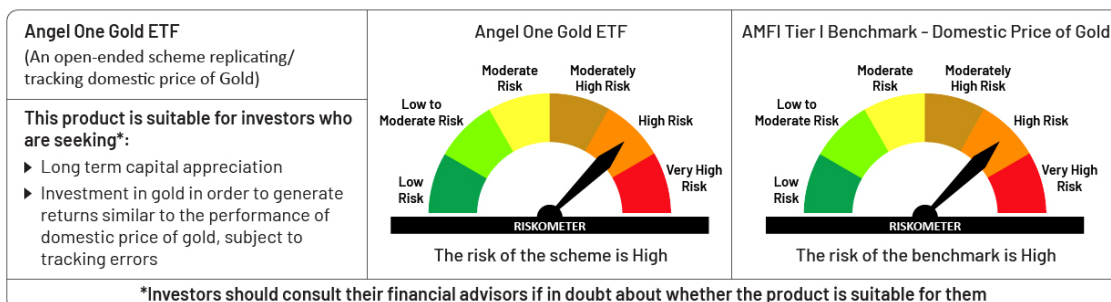 Angel One Gold ETF
(An open-ended scheme replicating/
tracking domestic price of Gold)
This product is suitable for investors who
are seeking*:
▶ Long term capital appreciation
▶ Investment in gold in order to generate
returns similar to the performance of
domestic price of gold, subject to
tracking errors
Angel One Gold ETF
Low
Risk
Low to
Moderate Risk
Moderate
Risk
Moderately
High Risk
High Risk
Very High
Risk
RISKOMETER
The risk of the scheme is High
AMFI Tier I Benchmark - Domestic Price of Gold
Low
Risk
Low to
Moderate Risk
Moderate
Risk
Moderately
High Risk
High Risk
Very High
Risk
RISKOMETER
The risk of the benchmark is High
*Investors should consult their financial advisors if in doubt about whether the product is suitable for them